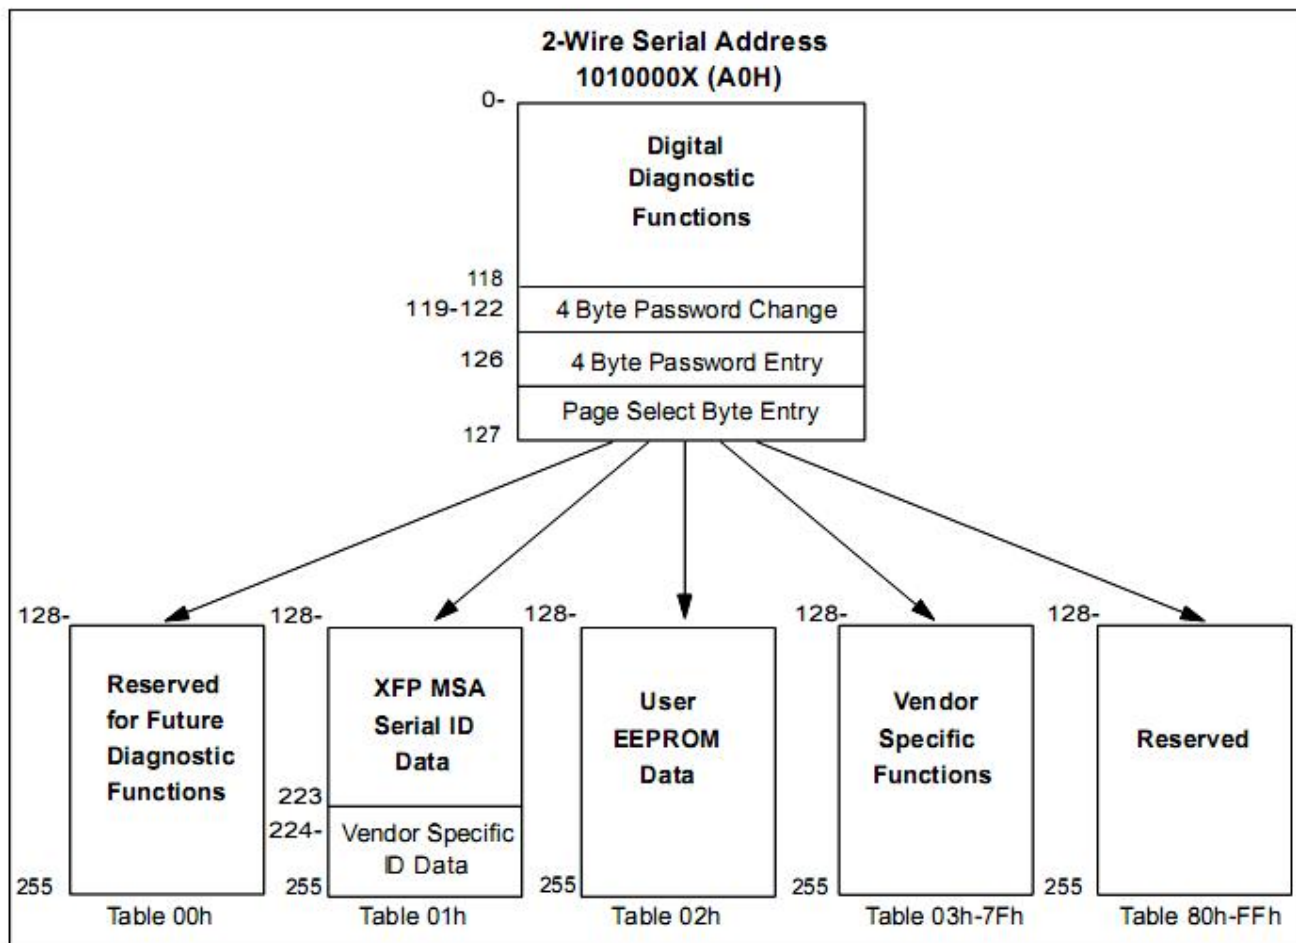 2-Wire Serial Address
1010000X (A0H)
0-
Digital
Diagnostic
Functions
118
119-122
4 Byte Password Change
126
4 Byte Password Entry
Page Select Byte Entry
127
128-
Reserved
for Future
Diagnostic
Functions
255
Table 00h
128-
XFP MSA
Serial ID
Data
223
224-
Vendor Specific
ID Data
255
Table 01h
128-
User
EEPROM
Data
255
Table 02h
128-
Vendor
Specific
Functions
255
Table 03h-7Fh
128-
Reserved
255
Table 80h-FFh